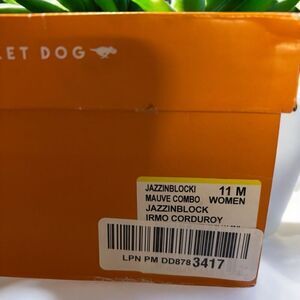 ET DOG
JAZZINBLOCKI 11 M
MAUVE COMBO WOMEN
JAZZINBLOCK
IRMO CORDUROY
LPN PM DD878 3417